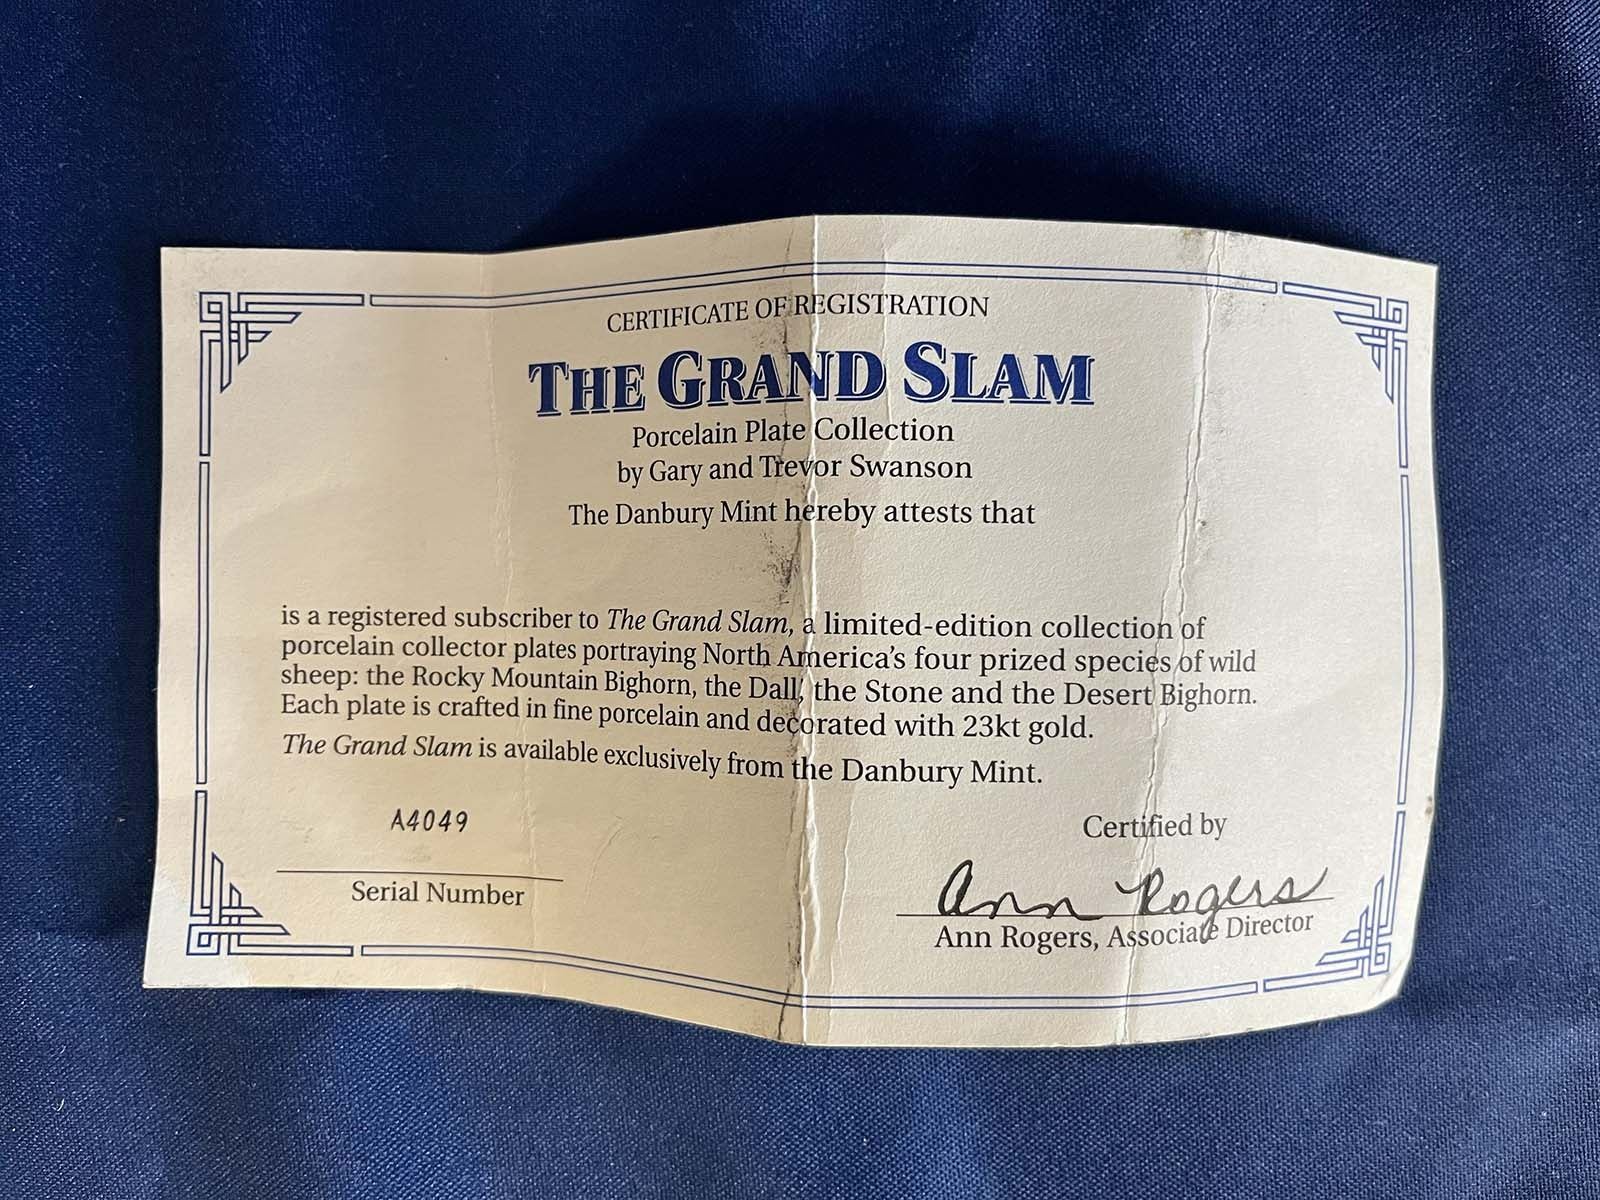 CERTIFICATE OF REGISTRATION
THE GRAND SLAM
Porcelain Plate Collection
by Gary and Trevor Swanson
The Danbury Mint hereby attests that
is a registered subscriber to The Grand Slam, a limited-edition collection of
porcelain collector plates portraying North America's four prized species of wild
sheep: the Rocky Mountain Bighorn, the Dall, the Stone and the Desert Bighorn.
Each plate is crafted in fine porcelain and decorated with 23kt gold.
The Grand Slam is available exclusively from the Danbury Mint.
A4049
Serial Number
Certified by
Ann Rogers
Ann Rogers, Associate Director